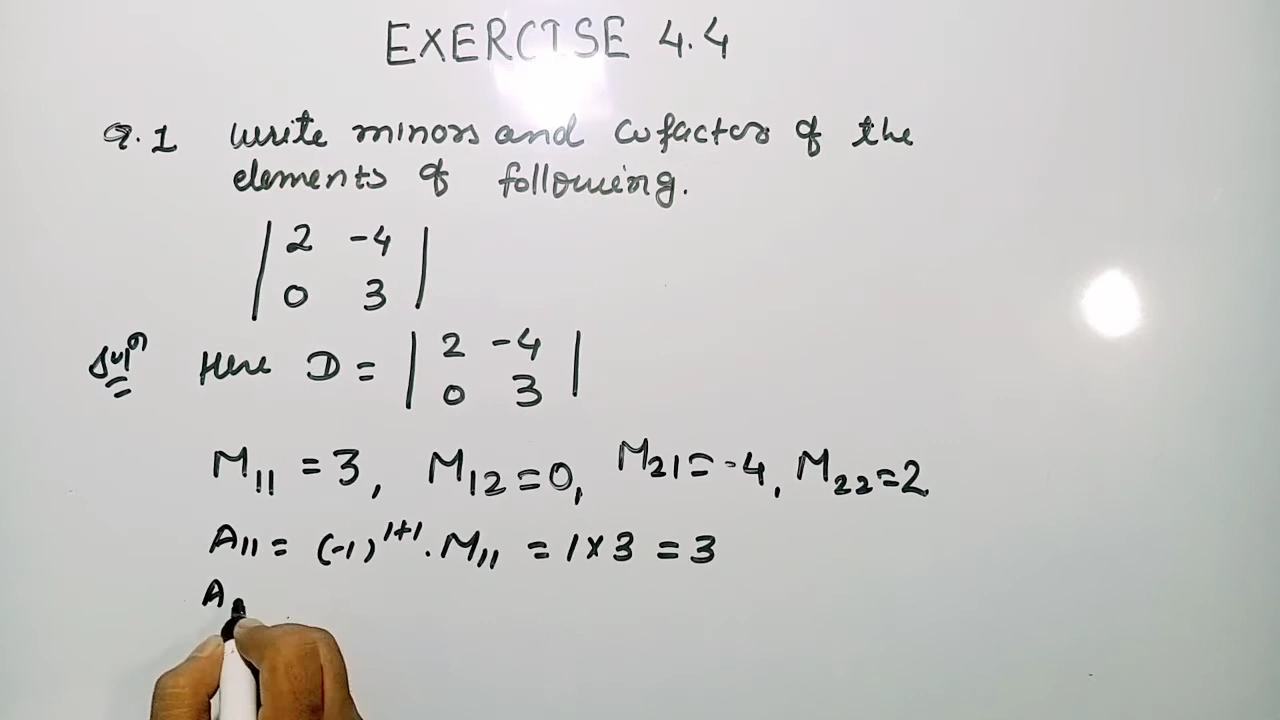 EXERCISE 4.4
Q.1 write minors and cofactors of the
elements of following.
| 2 -4 |
| 0 3 |
Solⁿ Here D = | 2 -4 |
| 0 3 |
M₁₁ = 3, M₁₂ = 0, M₂₁ = -4, M₂₂ = 2
A₁₁ = (-1)¹⁺¹ . M₁₁ = 1 × 3 = 3
A